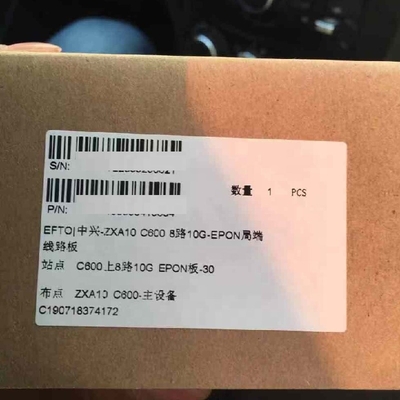 S/N:
数量 1 PCS
P/N:
EFTO|中兴-ZXA10 C600 8路10G-EPON局端
线路板
站点 C600上8路10G EPON板-30
布点 ZXA10 C600-主设备
C190718374172